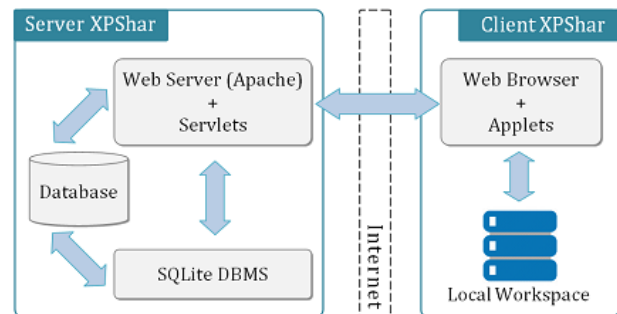 Server XPShar
Web Server (Apache)
+
Servlets
Database
SQLite DBMS
Internet
Client XPShar
Web Browser
+
Applets
Local Workspace